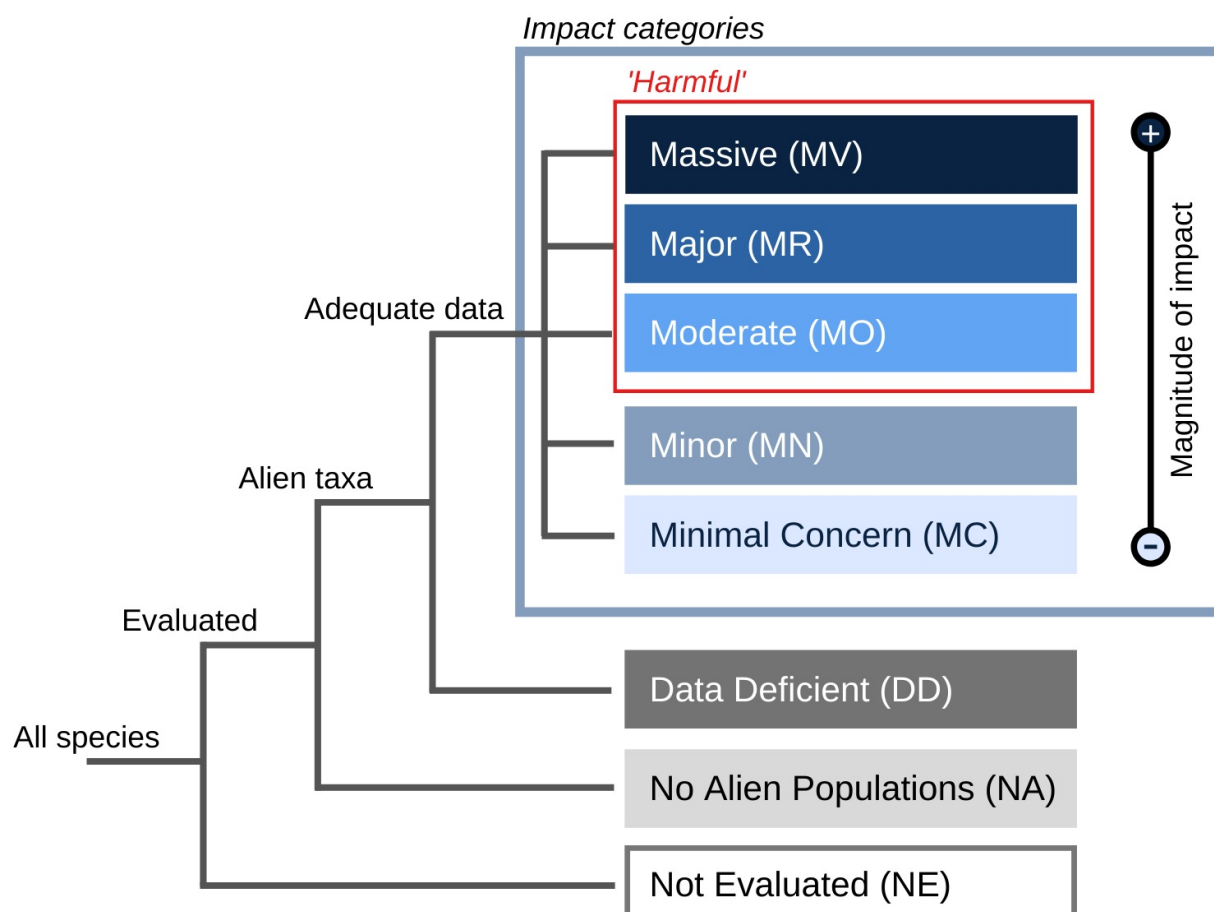 Impact categories
'Harmful'
Massive (MV)
+
Major (MR)
Magnitude of impact
Adequate data
Moderate (MO)
Minor (MN)
Alien taxa
Minimal Concern (MC)
-
Evaluated
Data Deficient (DD)
All species
No Alien Populations (NA)
Not Evaluated (NE)